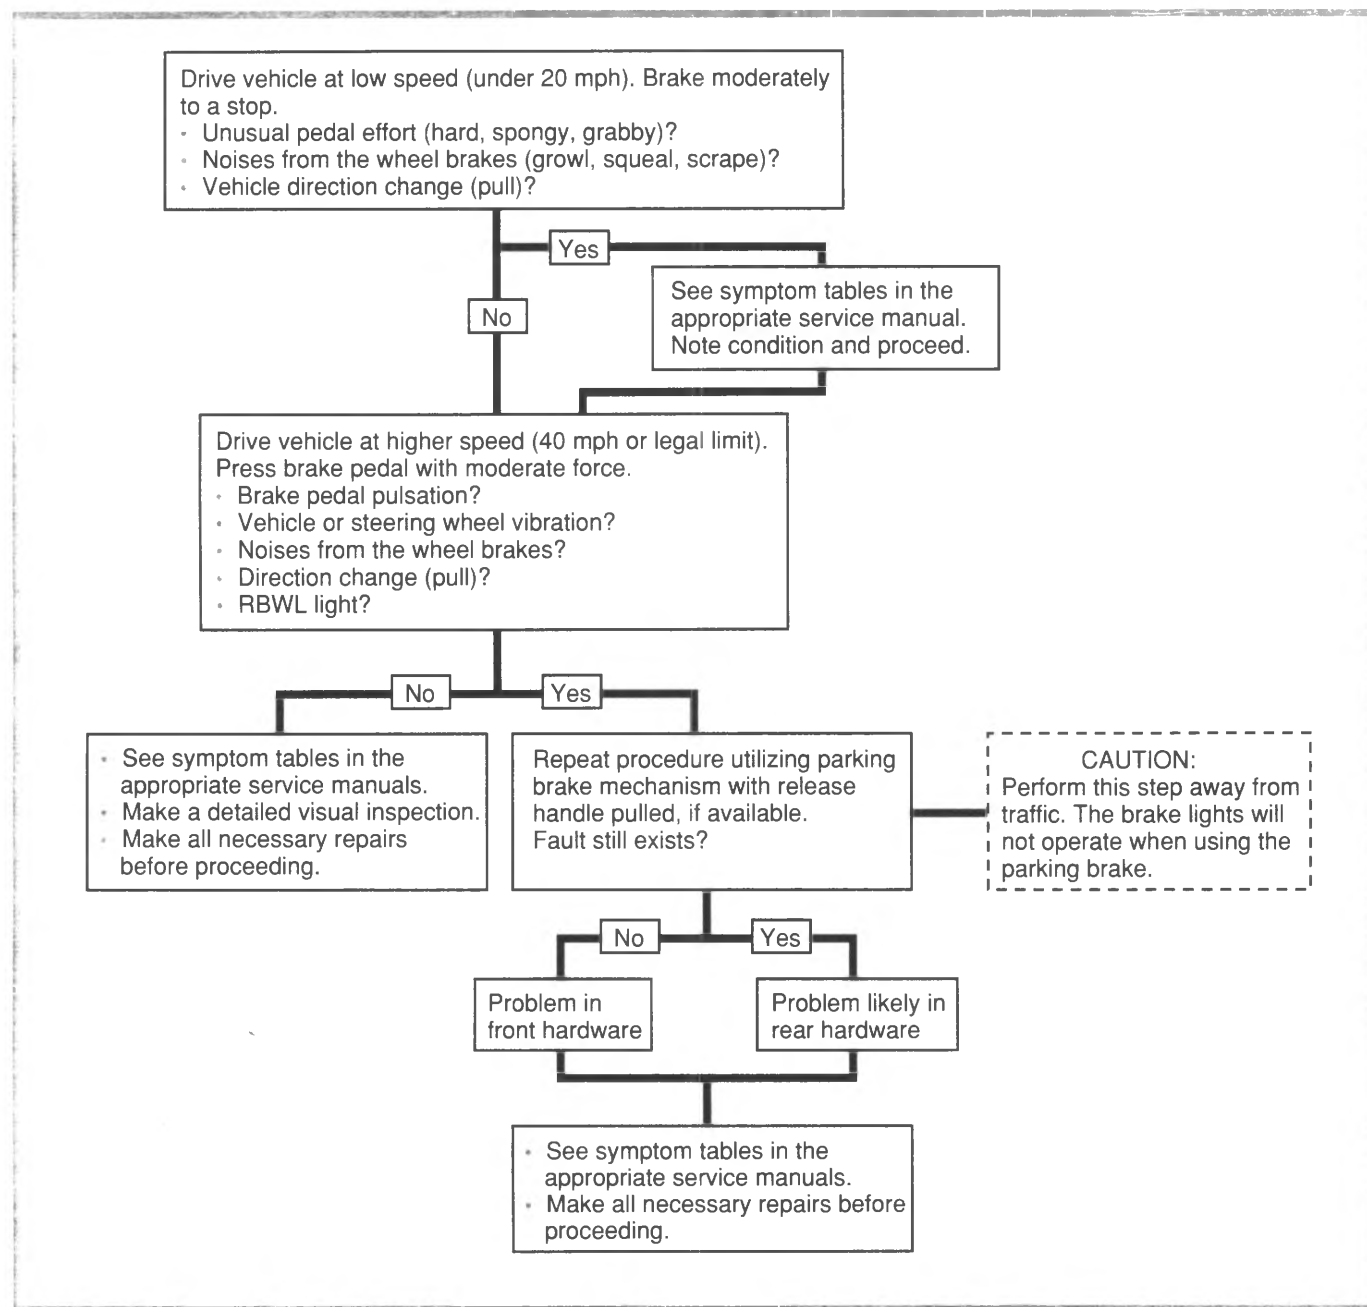 Drive vehicle at low speed (under 20 mph). Brake moderately
to a stop.
· Unusual pedal effort (hard, spongy, grabby)?
· Noises from the wheel brakes (growl, squeal, scrape)?
· Vehicle direction change (pull)?
Yes
See symptom tables in the
appropriate service manual.
Note condition and proceed.
No
Drive vehicle at higher speed (40 mph or legal limit).
Press brake pedal with moderate force.
· Brake pedal pulsation?
· Vehicle or steering wheel vibration?
· Noises from the wheel brakes?
· Direction change (pull)?
· RBWL light?
No
Yes
· See symptom tables in the
appropriate service manuals.
· Make a detailed visual inspection.
· Make all necessary repairs
before proceeding.
Repeat procedure utilizing parking
brake mechanism with release
handle pulled, if available.
Fault still exists?
CAUTION:
Perform this step away from
traffic. The brake lights will
not operate when using the
parking brake.
No
Yes
Problem in
front hardware
Problem likely in
rear hardware
· See symptom tables in the
appropriate service manuals.
· Make all necessary repairs before
proceeding.